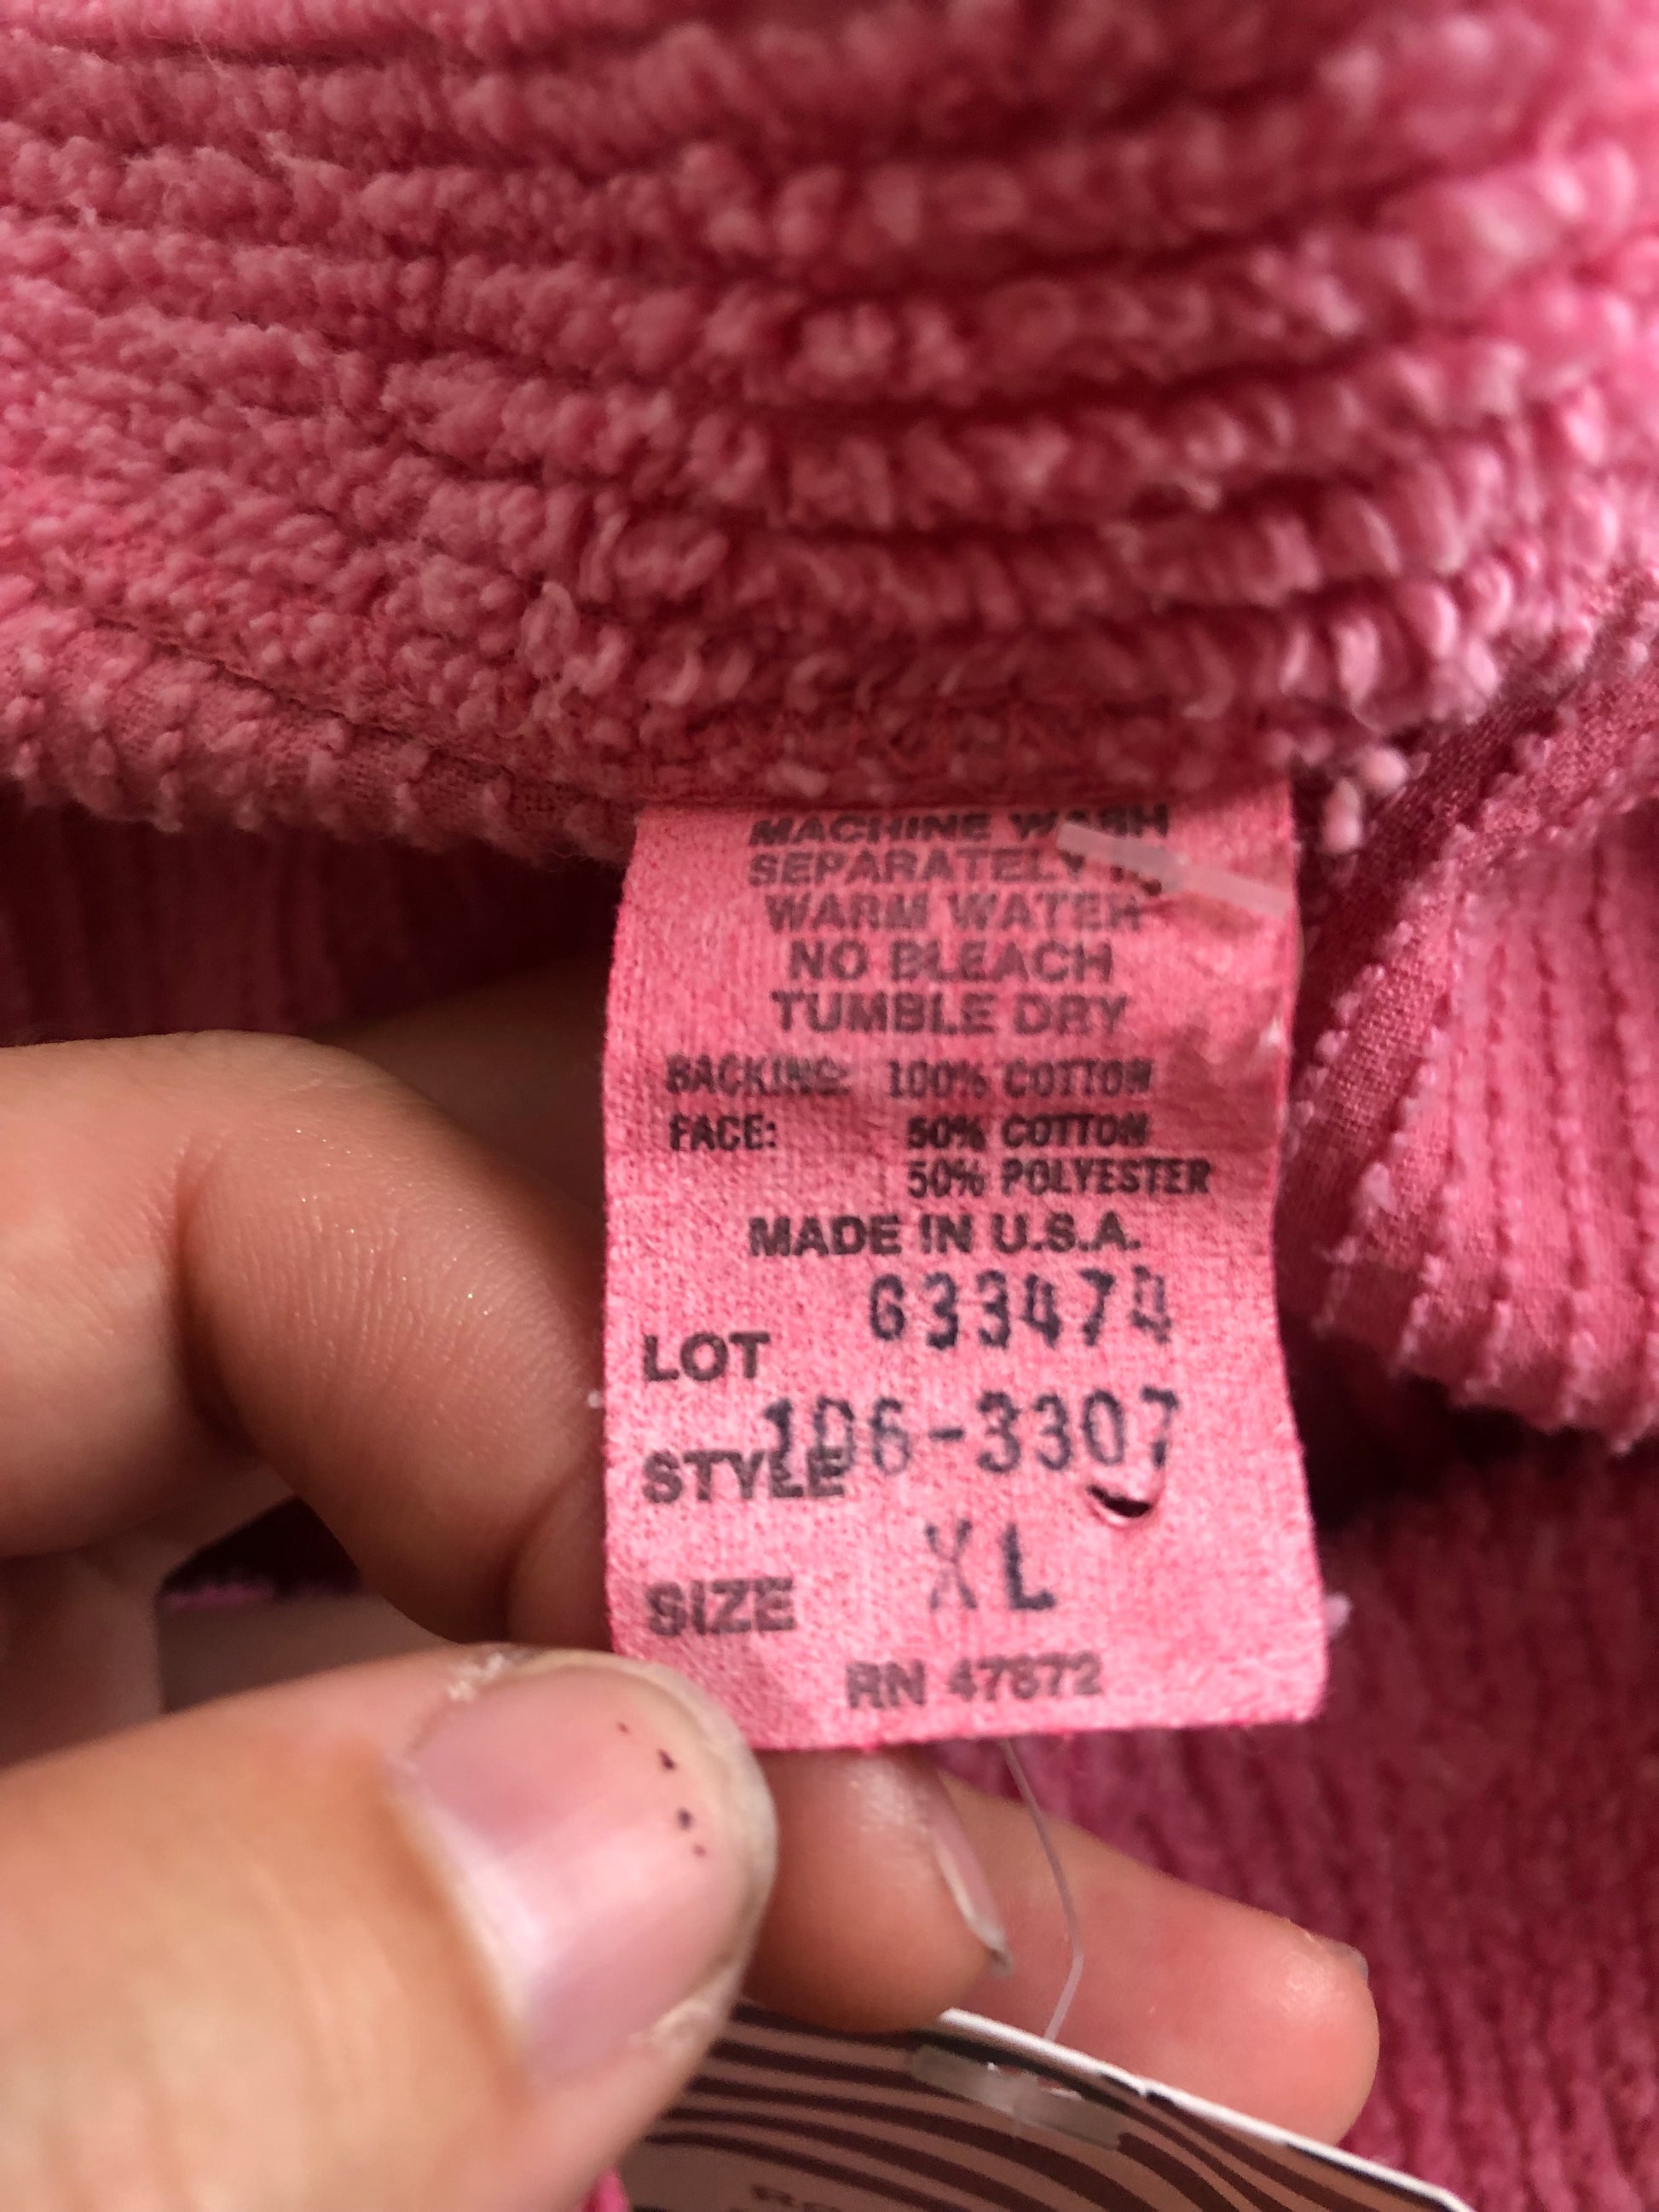 MACHINE WASH
SEPARATELY IN
WARM WATER
NO BLEACH
TUMBLE DRY
BACKING: 100% COTTON
FACE: 50% COTTON
50% POLYESTER
MADE IN U.S.A.
LOT 633474
STYLE 106-3307
SIZE XL
RN 47672